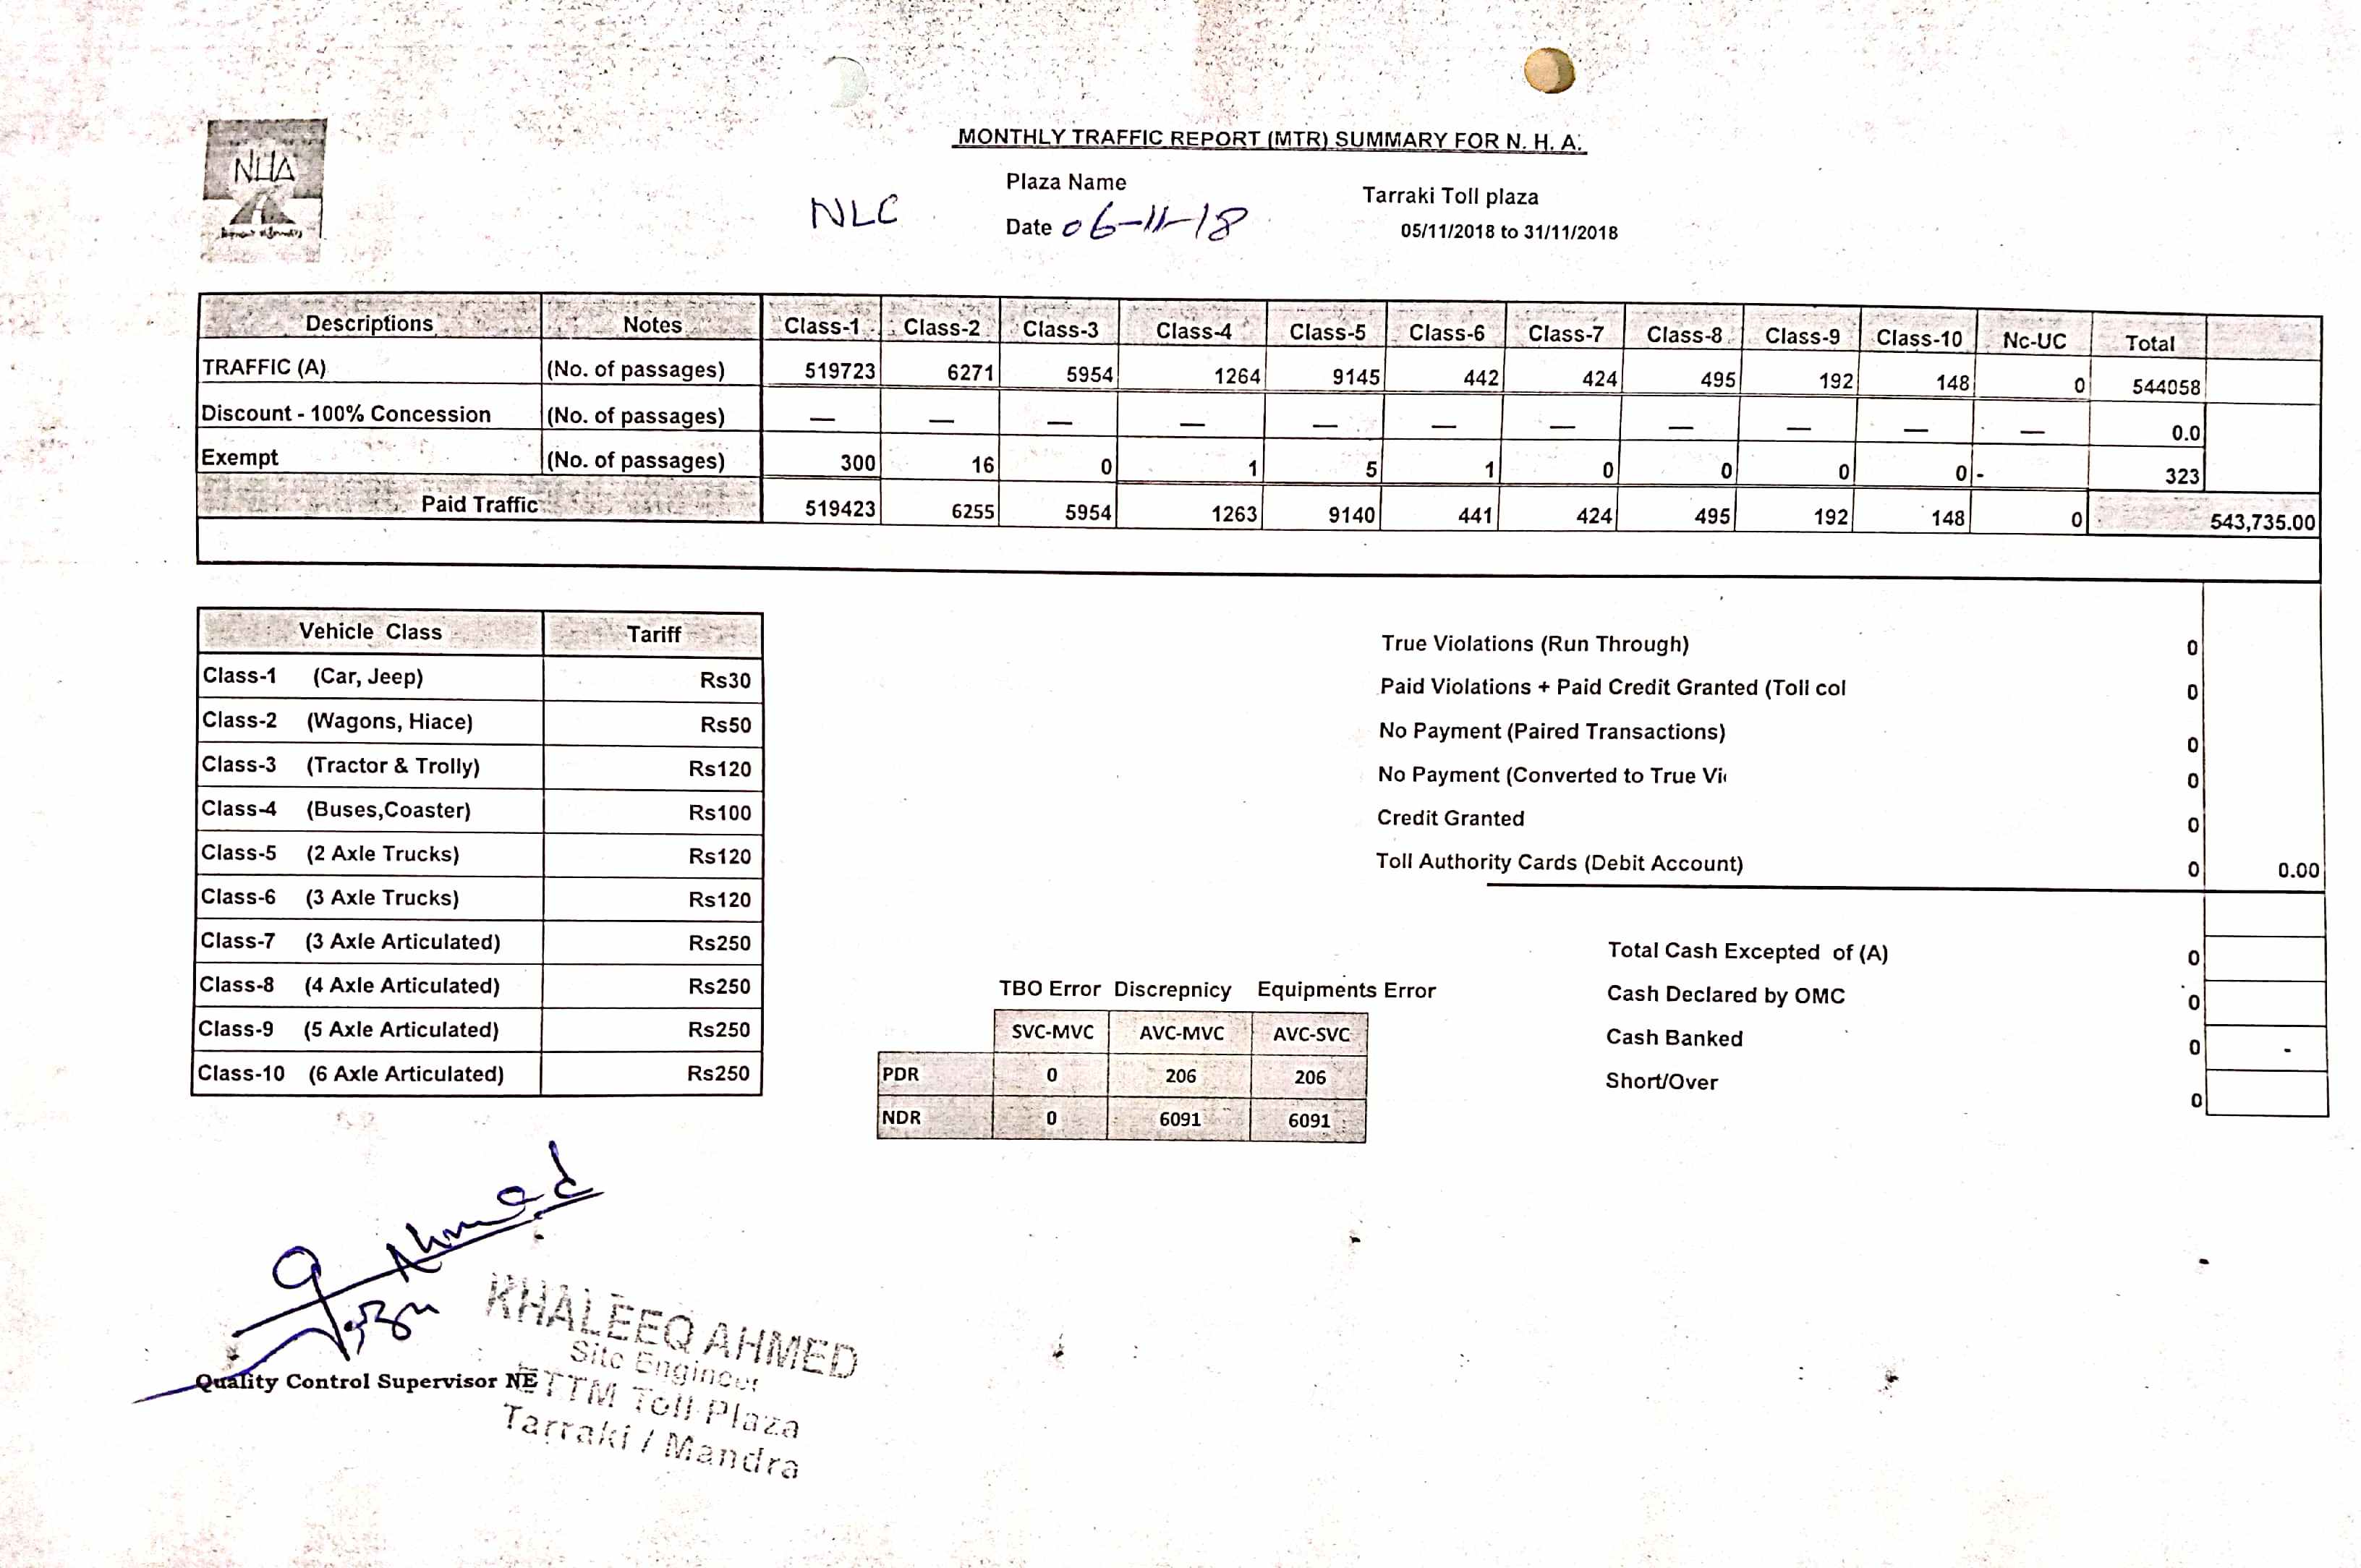 NHA
MONTHLY TRAFFIC REPORT (MTR) SUMMARY FOR N. H. A.
NLC
Plaza Name Tarraki Toll plaza
Date 06-11-18 05/11/2018 to 31/11/2018
Descriptions Notes Class-1 Class-2 Class-3 Class-4 Class-5 Class-6 Class-7 Class-8 Class-9 Class-10 Nc-UC Total
TRAFFIC (A) (No. of passages) 519723 6271 5954 1264 9145 442 424 495 192 148 0 544058
Discount - 100% Concession (No. of passages) — — — — — — — — — — — 0.0
Exempt (No. of passages) 300 16 0 1 5 1 0 0 0 0 - 323
Paid Traffic 519423 6255 5954 1263 9140 441 424 495 192 148 0 543,735.00
Vehicle Class Tariff
Class-1 (Car, Jeep) Rs30
Class-2 (Wagons, Hiace) Rs50
Class-3 (Tractor & Trolly) Rs120
Class-4 (Buses,Coaster) Rs100
Class-5 (2 Axle Trucks) Rs120
Class-6 (3 Axle Trucks) Rs120
Class-7 (3 Axle Articulated) Rs250
Class-8 (4 Axle Articulated) Rs250
Class-9 (5 Axle Articulated) Rs250
Class-10 (6 Axle Articulated) Rs250
True Violations (Run Through) 0
Paid Violations + Paid Credit Granted (Toll col 0
No Payment (Paired Transactions) 0
No Payment (Converted to True Vi 0
Credit Granted 0
Toll Authority Cards (Debit Account) 0 0.00
Total Cash Excepted of (A) 0
Cash Declared by OMC 0
Cash Banked 0 -
Short/Over 0
TBO Error Discrepnicy Equipments Error
SVC-MVC AVC-MVC AVC-SVC
PDR 0 206 206
NDR 0 6091 6091
Ahmed
Quality Control Supervisor NE
KHALEEQ AHMED
Site Engineer
ETTM Toll Plaza
Tarraki / Mandra